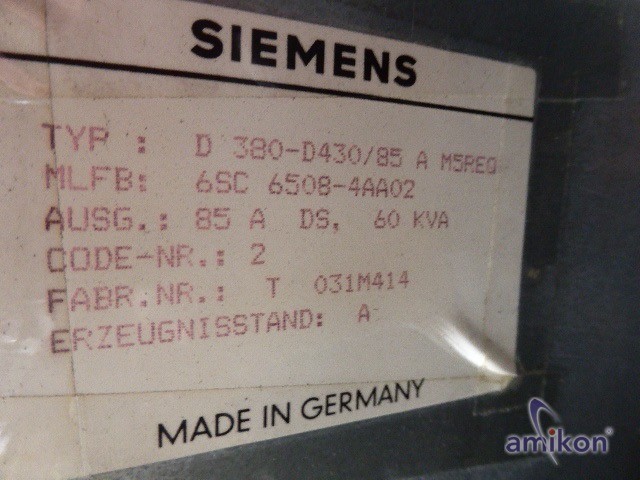 SIEMENS
TYP : D 380-D430/85 A M5REO
MLFB: 6SC 6508-4AA02
AUSG.: 85 A DS, 60 KVA
CODE-NR.: 2
FABR.NR.: T 031M414
ERZEUGNISSTAND: A
MADE IN GERMANY
amikon